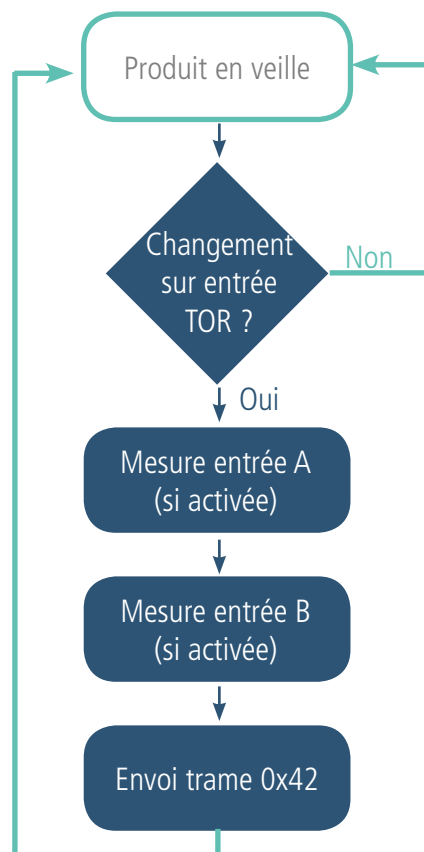 Produit en veille
Changement
sur entrée
TOR ?
Non
Oui
Mesure entrée A
(si activée)
Mesure entrée B
(si activée)
Envoi trame 0x42